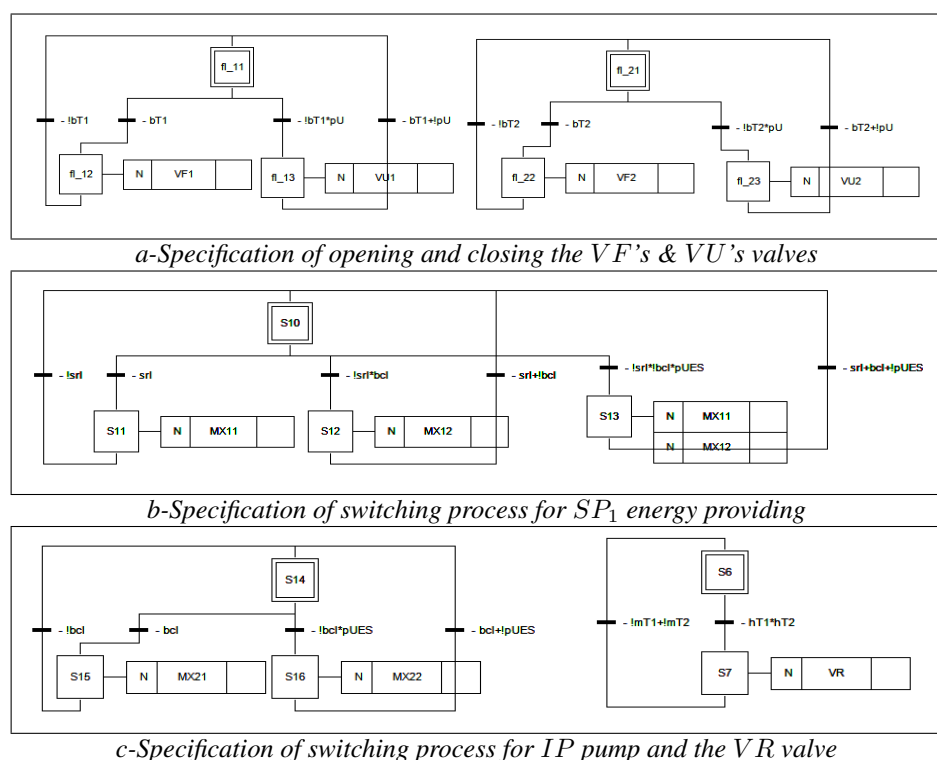 fl_11
fl_21
- !bT1
- bT1
- !bT1*pU
- bT1+!pU
- !bT2
- bT2
- !bT2*pU
- bT2+!pU
fl_12
N
VF1
fl_13
N
VU1
fl_22
N
VF2
fl_23
N
VU2
a-Specification of opening and closing the VF's & VU's valves
S10
- !srl
- srl
- !srl*bcl
- srl+!bcl
- !srl*!bcl*pUES
- srl+bcl+!pUES
S11
N
MX11
S12
N
MX12
S13
N
MX11
N
MX12
b-Specification of switching process for SP1 energy providing
S14
S6
- !bcl
- bcl
- !bcl*pUES
- bcl+!pUES
- !mT1+!mT2
- hT1*hT2
S15
N
MX21
S16
N
MX22
S7
N
VR
c-Specification of switching process for IP pump and the VR valve